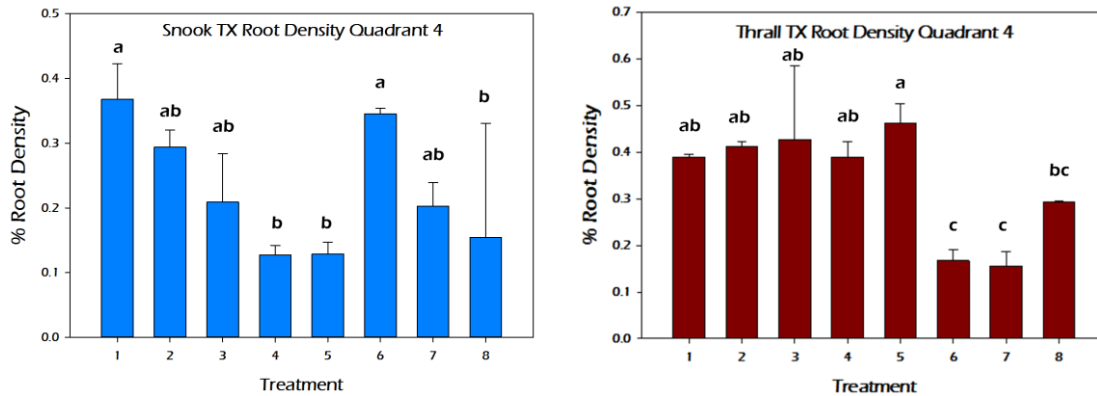 Snook TX Root Density Quadrant 4
% Root Density
0.5
0.4
0.3
0.2
0.1
0.0
a
ab
ab
b
b
a
ab
b
1 2 3 4 5 6 7 8
Treatment
Thrall TX Root Density Quadrant 4
% Root Density
0.7
0.6
0.5
0.4
0.3
0.2
0.1
0.0
ab
ab
ab
ab
a
c
c
bc
1 2 3 4 5 6 7 8
Treatment